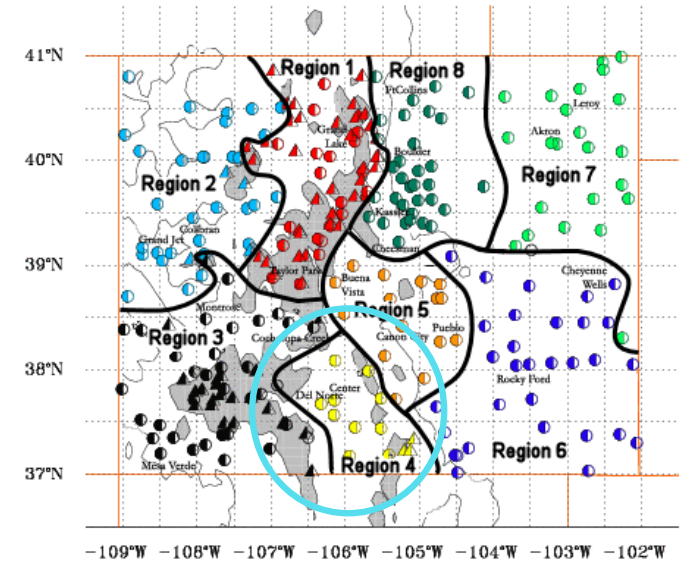 41°N
Region 1
Region 8
FtCollins
Leroy
Grand
Lake
Akron
Boulder
40°N
Region 2
Region 7
Kassler
Colbran
Grand Jct
Cheesman
39°N
Taylor Park
Buena
Vista
Cheyenne
Wells
Montrose
Region 5
Region 3
Pueblo
Canon City
Cochetopa Creek
38°N
Rocky Ford
Center
Del Norte
Region 6
Mesa Verde
Region 4
37°N
-109°W -108°W -107°W -106°W -105°W -104°W -103°W -102°W